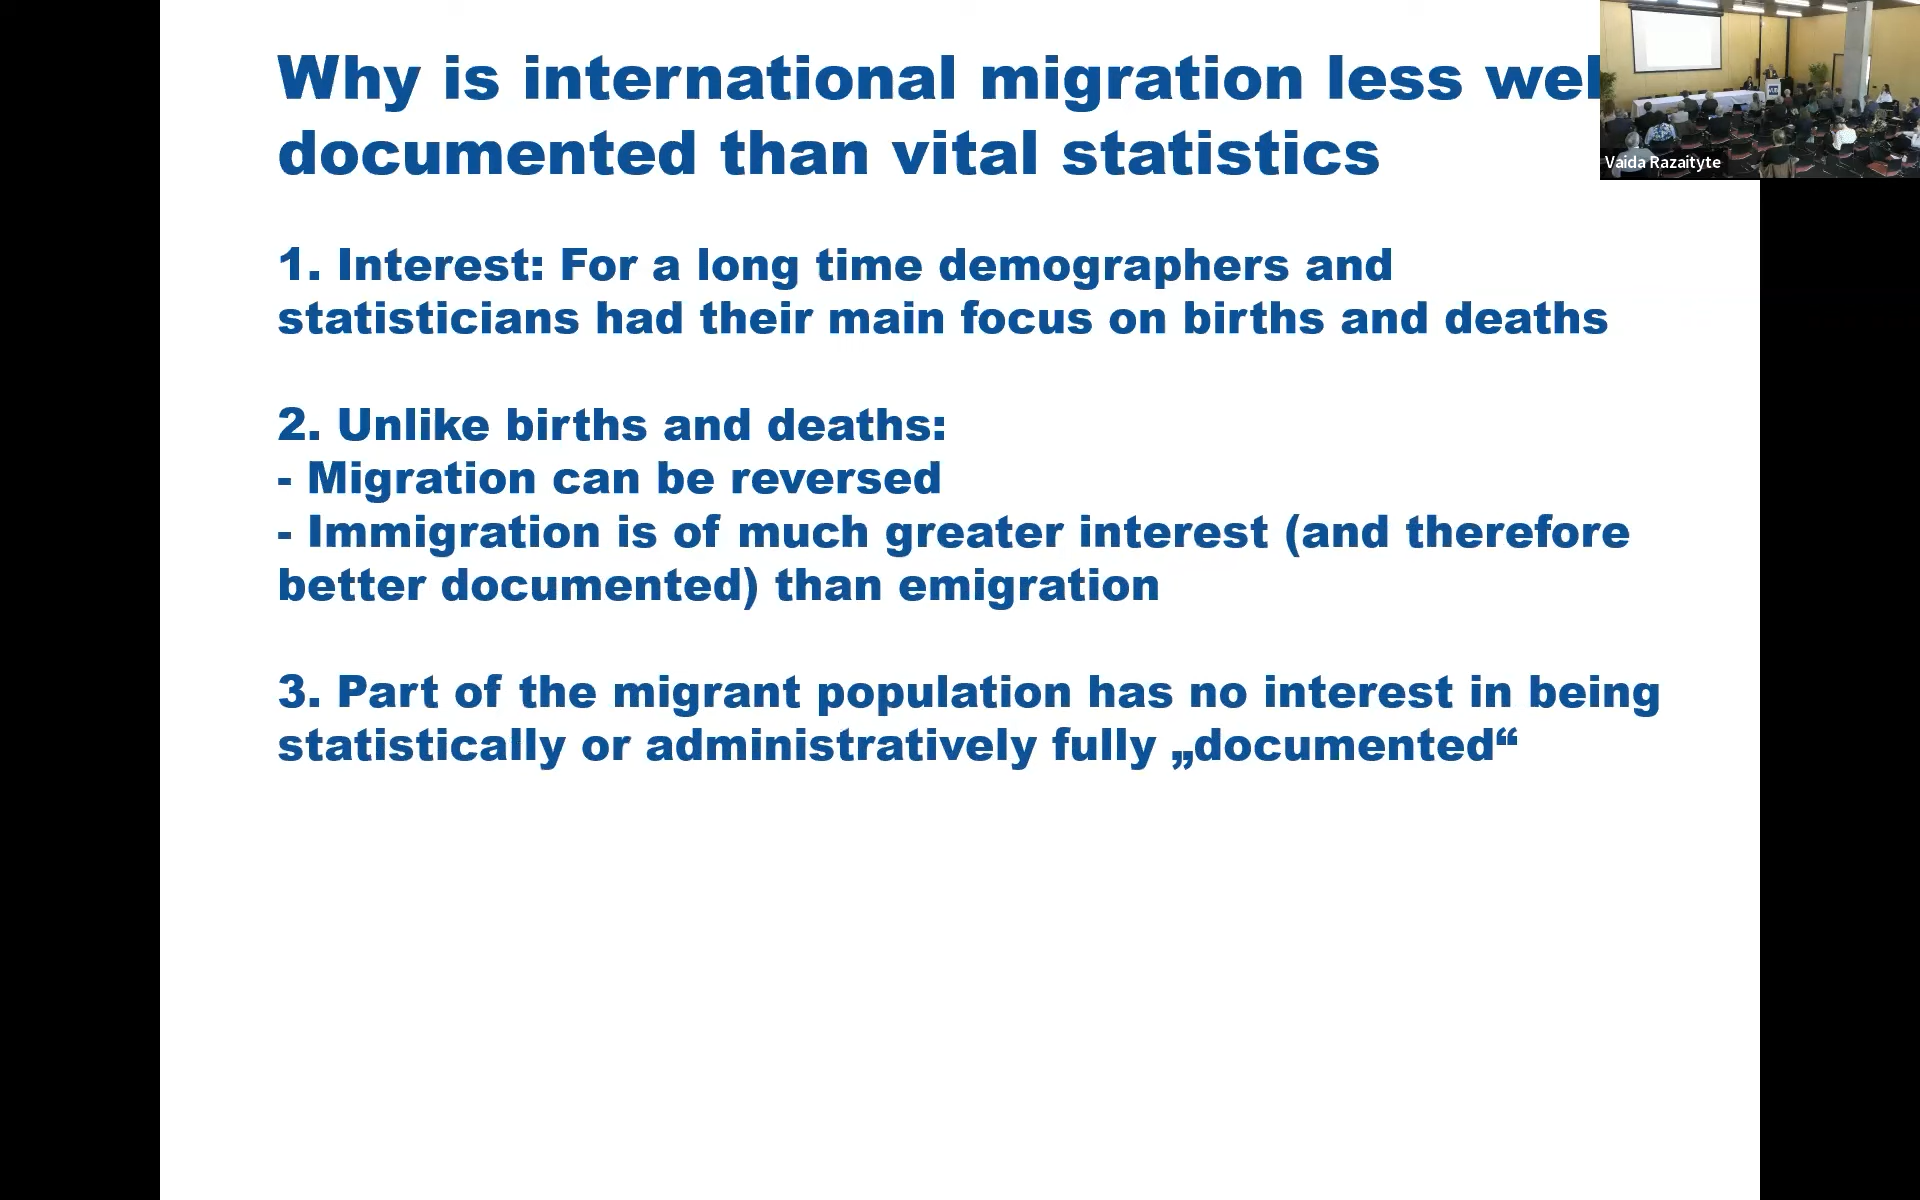 Why is international migration less wel
documented than vital statistics
Vaida Razaityte
1. Interest: For a long time demographers and
statisticians had their main focus on births and deaths
2. Unlike births and deaths:
- Migration can be reversed
- Immigration is of much greater interest (and therefore
better documented) than emigration
3. Part of the migrant population has no interest in being
statistically or administratively fully „documented“